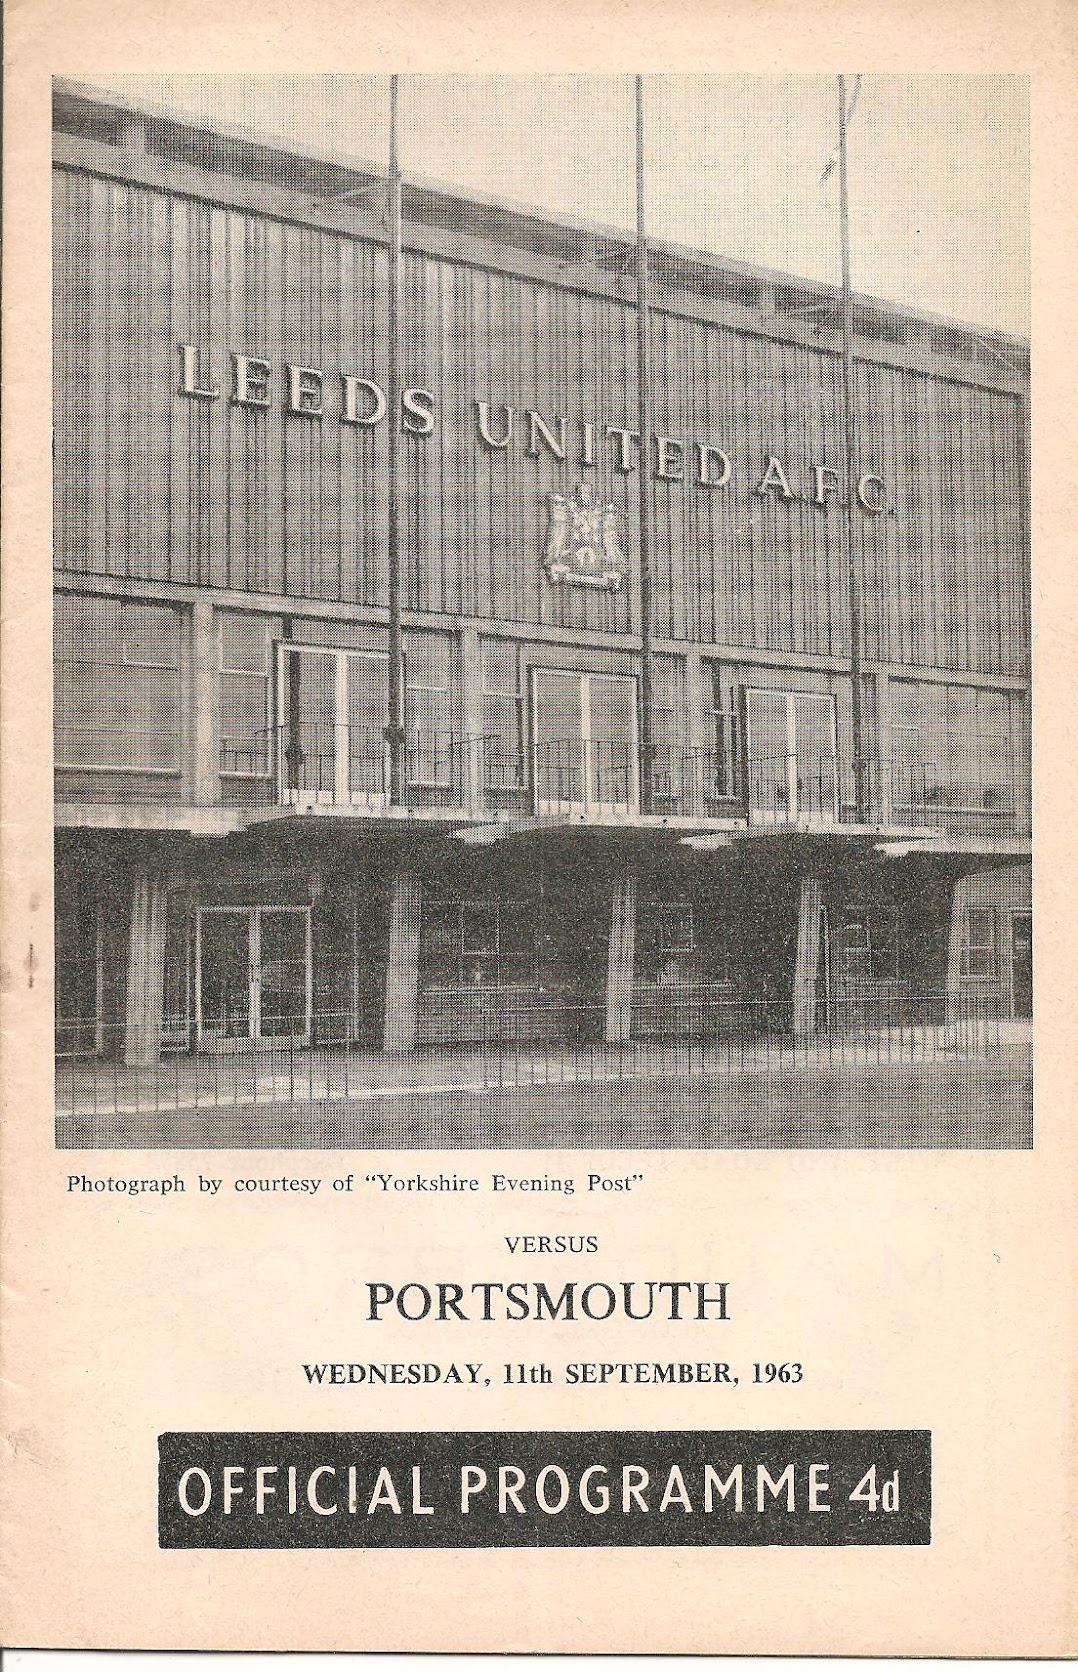 LEEDS UNITED A.F.C.
Photograph by courtesy of "Yorkshire Evening Post"
VERSUS
PORTSMOUTH
WEDNESDAY, 11th SEPTEMBER, 1963
OFFICIAL PROGRAMME 4d